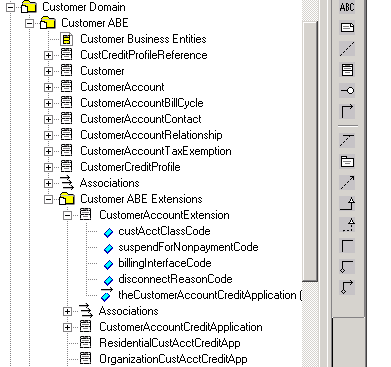 Customer Domain
ABC
Customer ABE
Customer Business Entities
CustCreditProfileReference
Customer
CustomerAccount
CustomerAccountBillCycle
CustomerAccountContact
CustomerAccountRelationship
CustomerAccountTaxExemption
CustomerCreditProfile
Associations
Customer ABE Extensions
CustomerAccountExtension
custAcctClassCode
suspendForNonpaymentCode
billingInterfaceCode
disconnectReasonCode
theCustomerAccountCreditApplication (
Associations
CustomerAccountCreditApplication
ResidentialCustAcctCreditApp
OrganizationCustAcctCreditApp